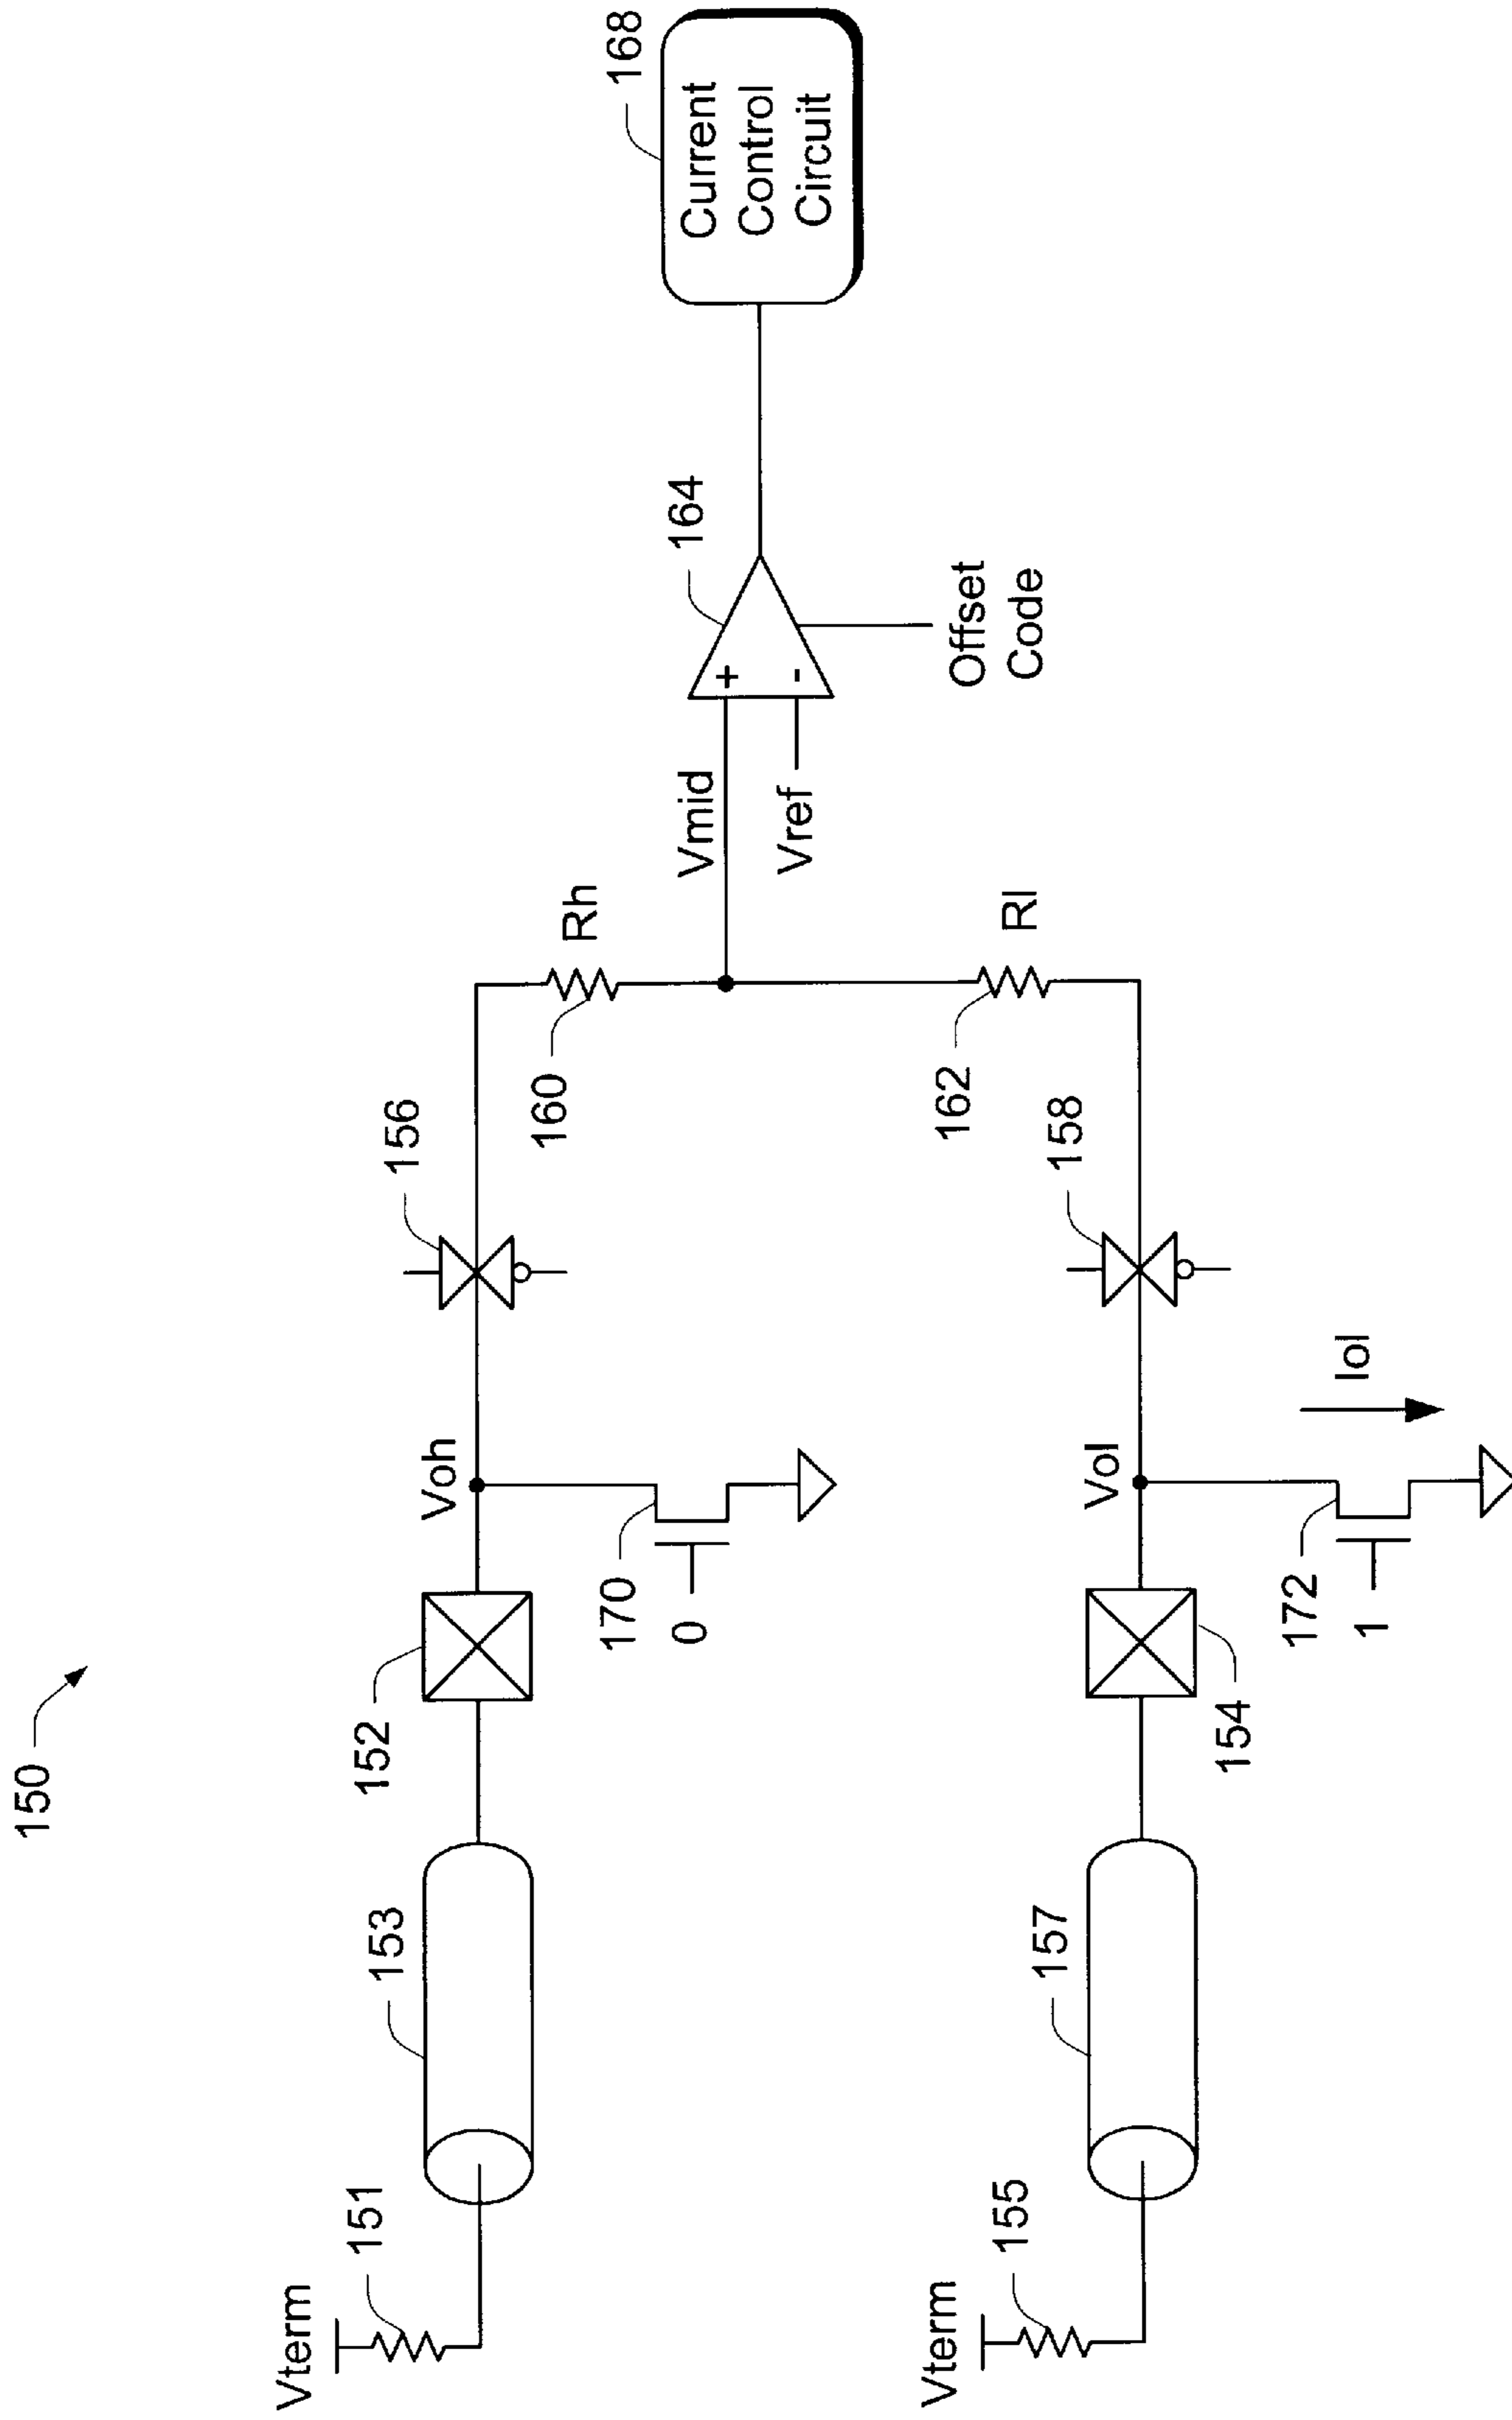 150
Vterm
151
153
152
Voh
170
0
156
160
Rh
Vmid
Vref
164
Offset
Code
168
Current
Control
Circuit
Vterm
155
157
154
Vol
172
1
Iol
158
162
Rl
+
-